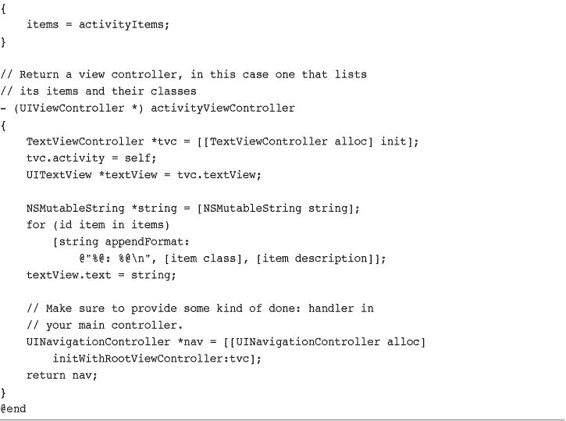 {
    items = activityItems;
}

// Return a view controller, in this case one that lists
// its items and their classes
- (UIViewController *) activityViewController
{
    TextViewController *tvc = [[TextViewController alloc] init];
    tvc.activity = self;
    UITextView *textView = tvc.textView;

    NSMutableString *string = [NSMutableString string];
    for (id item in items)
        [string appendFormat:
            @"%@: %@\n", [item class], [item description]];
    textView.text = string;

    // Make sure to provide some kind of done: handler in
    // your main controller.
    UINavigationController *nav = [[UINavigationController alloc]
        initWithRootViewController:tvc];
    return nav;
}
@end